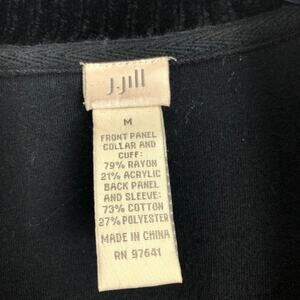 J.Jill
M
FRONT PANEL
COLLAR AND
CUFF:
79% RAYON
21% ACRYLIC
BACK PANEL
AND SLEEVE:
73% COTTON
27% POLYESTER
MADE IN CHINA
RN 97641